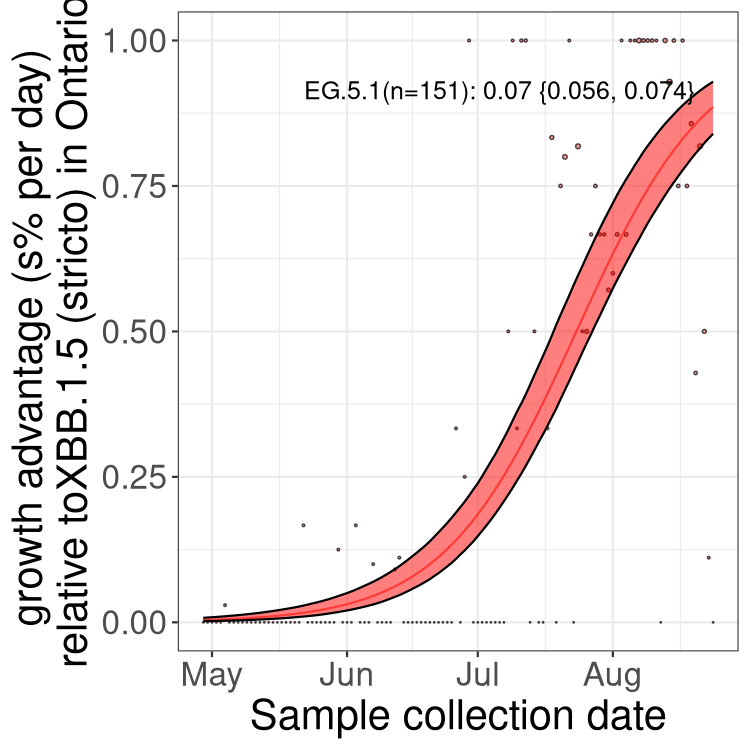 growth advantage (s% per day)
relative toXBB.1.5 (stricto) in Ontario
1.00
0.75
0.50
0.25
0.00
EG.5.1(n=151): 0.07 {0.056, 0.074}
May Jun Jul Aug
Sample collection date